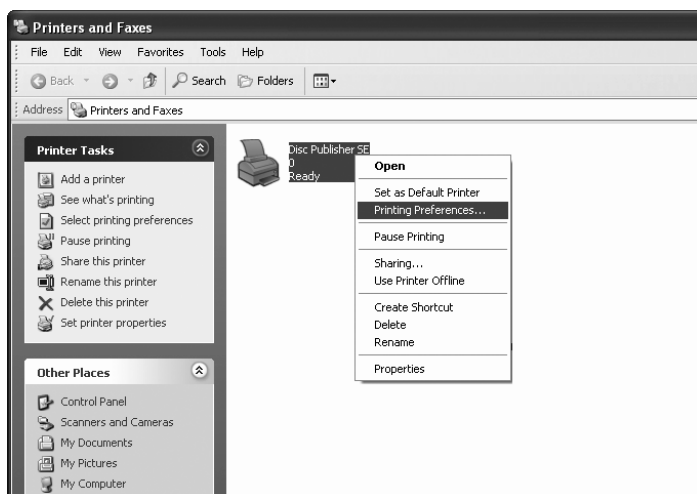 Printers and Faxes
File Edit View Favorites Tools Help
Back Search Folders
Address Printers and Faxes
Printer Tasks
Add a printer
See what's printing
Select printing preferences
Pause printing
Share this printer
Rename this printer
Delete this printer
Set printer properties
Other Places
Control Panel
Scanners and Cameras
My Documents
My Pictures
My Computer
Disc Publisher SE
0
Ready
Open
Set as Default Printer
Printing Preferences...
Pause Printing
Sharing...
Use Printer Offline
Create Shortcut
Delete
Rename
Properties